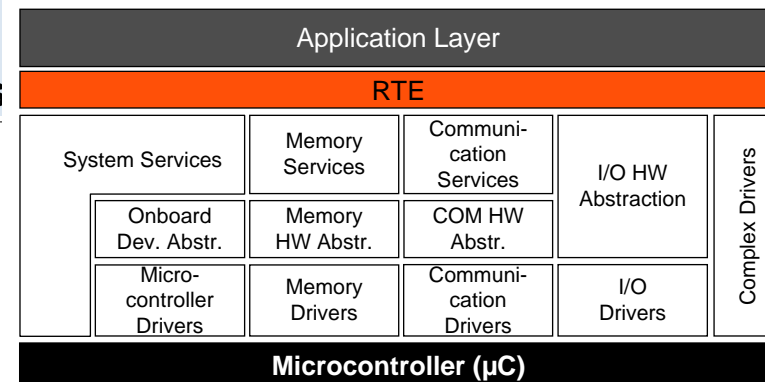 Application Layer
RTE
System Services
Memory
Services
Communi-
cation
Services
I/O HW
Abstraction
Complex Drivers
Onboard
Dev. Abstr.
Memory
HW Abstr.
COM HW
Abstr.
Micro-
controller
Drivers
Memory
Drivers
Communi-
cation
Drivers
I/O
Drivers
Microcontroller (µC)